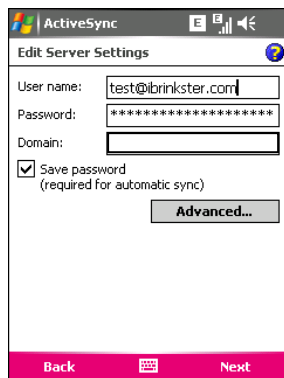 ActiveSync E E
Edit Server Settings ?
User name: test@ibrinkster.com
Password: ********************
Domain:
Save password
(required for automatic sync)
Advanced...
Back Next